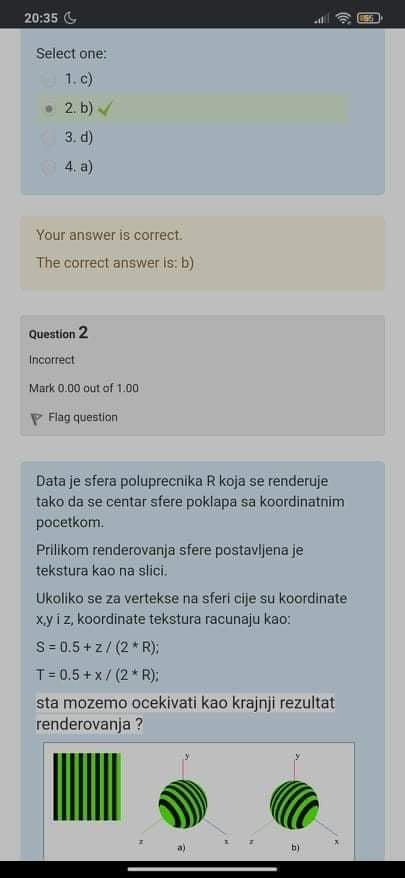 20:35
55
Select one:
1. c)
2. b)
3. d)
4. a)
Your answer is correct.
The correct answer is: b)
Question 2
Incorrect
Mark 0.00 out of 1.00
Flag question
Data je sfera poluprecnika R koja se renderuje
tako da se centar sfere poklapa sa koordinatnim
pocetkom.
Prilikom renderovanja sfere postavljena je
tekstura kao na slici.
Ukoliko se za vertekse na sferi cije su koordinate
x,y i z, koordinate tekstura racunaju kao:
S = 0.5 + z / (2 * R);
T = 0.5 + x / (2 * R);
sta mozemo ocekivati kao krajnji rezultat
renderovanja ?
y y
z x z x
a) b)